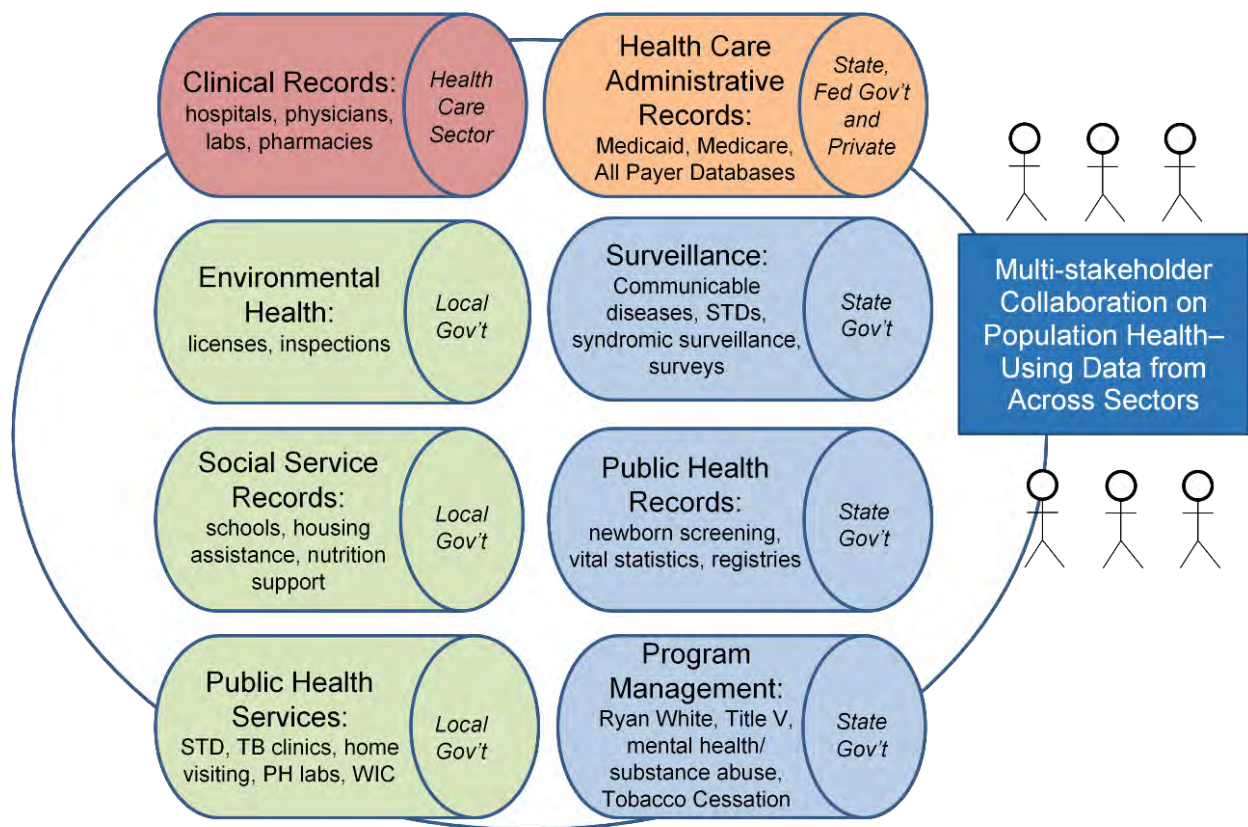 Clinical Records:
hospitals, physicians,
labs, pharmacies
Health
Care
Sector
Health Care
Administrative
Records:
Medicaid, Medicare,
All Payer Databases
State,
Fed Gov't
and
Private
Environmental
Health:
licenses, inspections
Local
Gov't
Surveillance:
Communicable
diseases, STDs,
syndromic surveillance,
surveys
State
Gov't
Multi-stakeholder
Collaboration on
Population Health–
Using Data from
Across Sectors
Social Service
Records:
schools, housing
assistance, nutrition
support
Local
Gov't
Public Health
Records:
newborn screening,
vital statistics, registries
State
Gov't
Public Health
Services:
STD, TB clinics, home
visiting, PH labs, WIC
Local
Gov't
Program
Management:
Ryan White, Title V,
mental health/
substance abuse,
Tobacco Cessation
State
Gov't